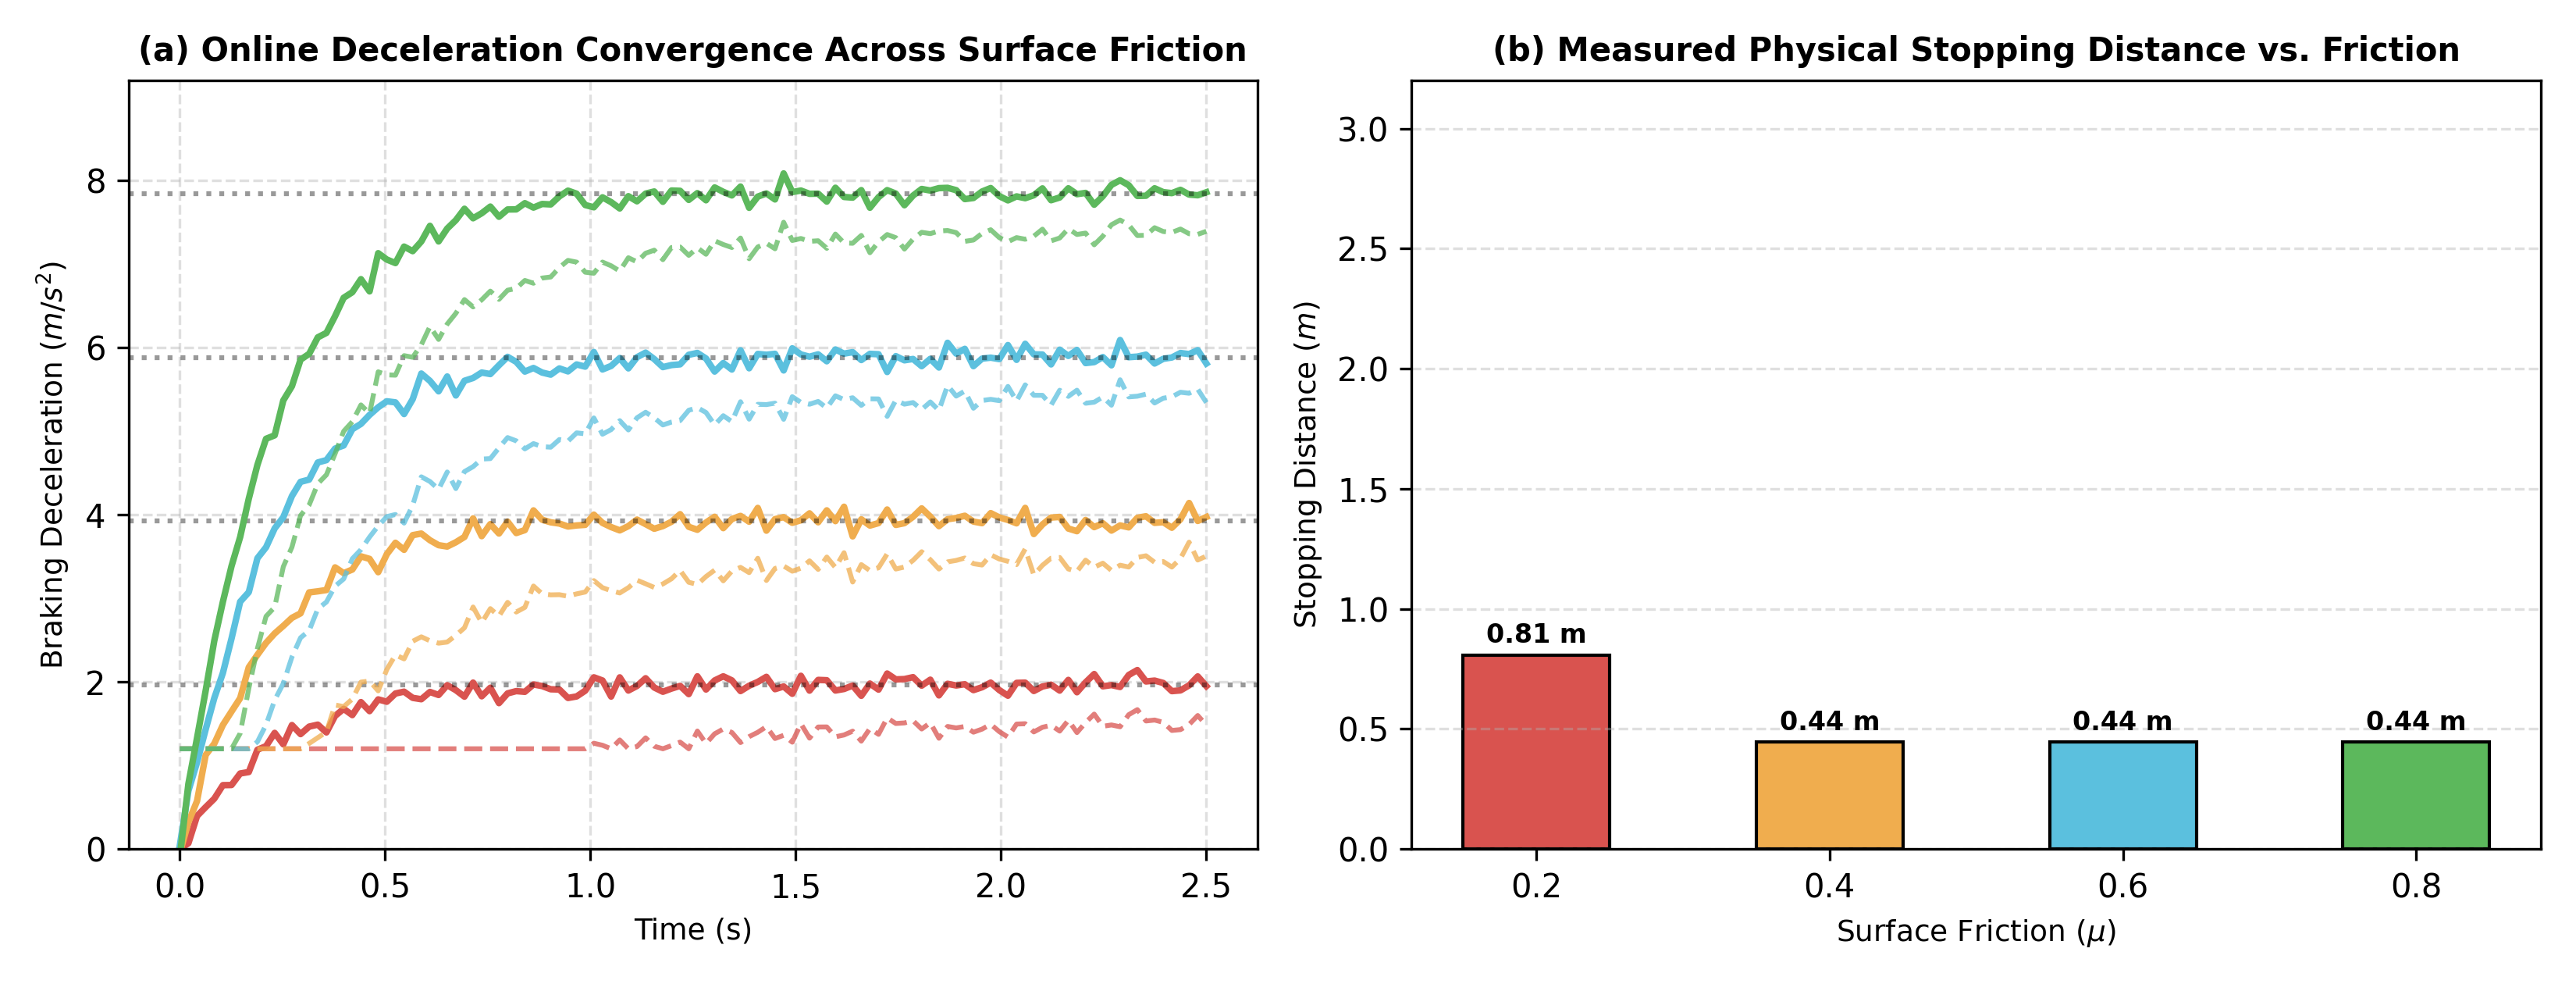 (a) Online Deceleration Convergence Across Surface Friction
Braking Deceleration (m/s²)
8
6
4
2
0
0.0 0.5 1.0 1.5 2.0 2.5
Time (s)
(b) Measured Physical Stopping Distance vs. Friction
Stopping Distance (m)
3.0
2.5
2.0
1.5
1.0
0.5
0.0
0.81 m
0.44 m 0.44 m 0.44 m
0.2 0.4 0.6 0.8
Surface Friction (μ)